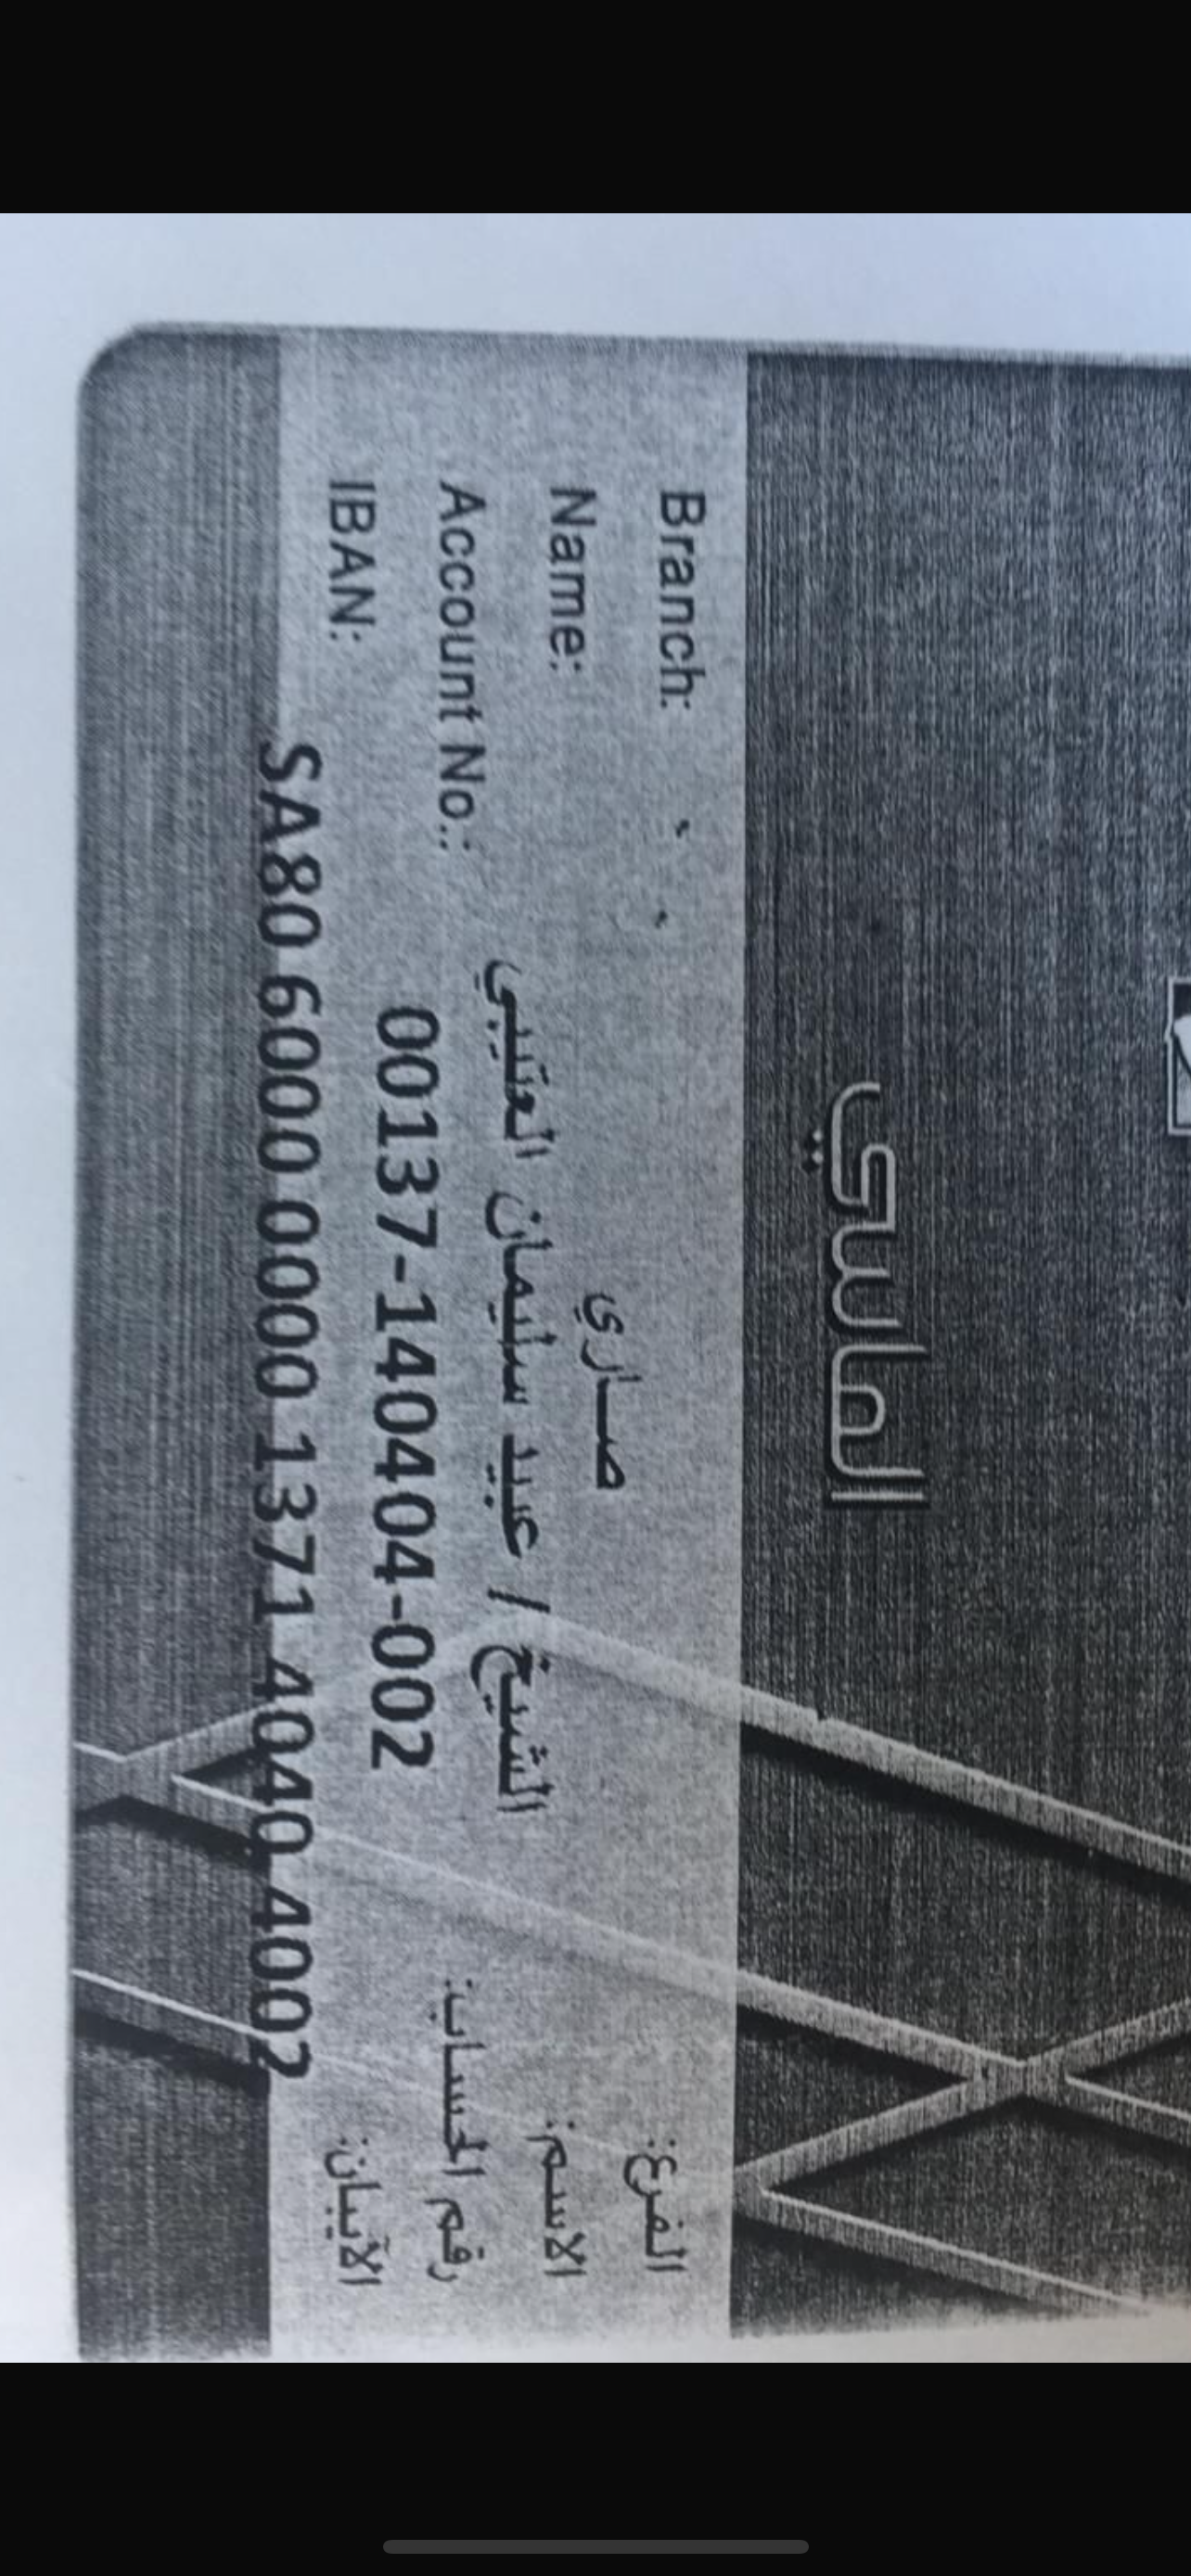 الماسي
Branch: صاري الفرع:
Name: الشيخ / عبيد سليمان العتيبي الاسم:
Account No.: 00137-140404-002 رقم الحساب:
IBAN: SA80 6000 0000 1371 4040 4002 الآيبان: